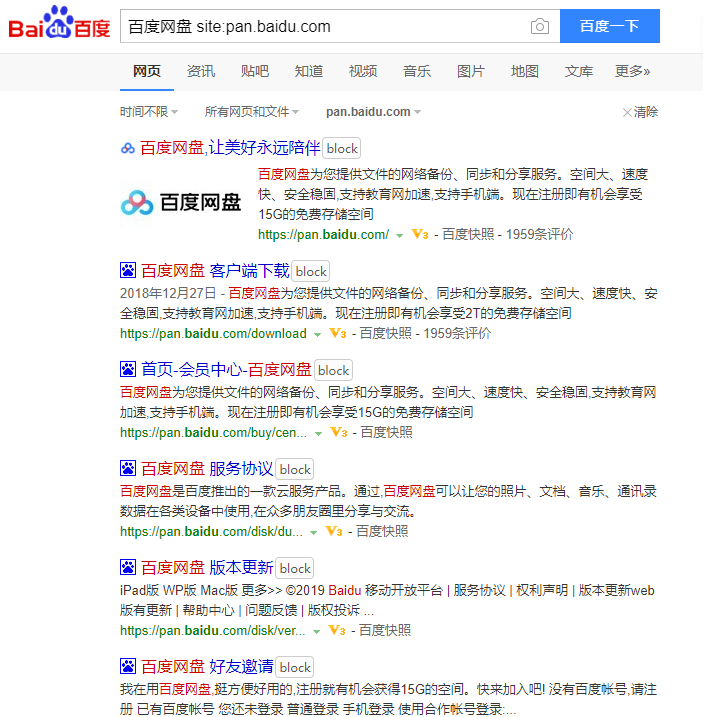 Bai du 百度
百度网盘 site:pan.baidu.com
百度一下
网页 资讯 贴吧 知道 视频 音乐 图片 地图 文库 更多»
时间不限 所有网页和文件 pan.baidu.com 清除
百度网盘,让美好永远陪伴 block
百度网盘
百度网盘为您提供文件的网络备份、同步和分享服务。空间大、速度
快、安全稳固,支持教育网加速,支持手机端。现在注册即有机会享受
15G的免费存储空间
https://pan.baidu.com/ V3 - 百度快照 - 1959条评价
百度网盘 客户端下载 block
2018年12月27日 - 百度网盘为您提供文件的网络备份、同步和分享服务。空间大、速度快、安
全稳固,支持教育网加速,支持手机端。现在注册即有机会享受2T的免费存储空间
https://pan.baidu.com/download V3 - 百度快照 - 1959条评价
首页-会员中心-百度网盘 block
百度网盘为您提供文件的网络备份、同步和分享服务。空间大、速度快、安全稳固,支持教育网
加速,支持手机端。现在注册即有机会享受15G的免费存储空间
https://pan.baidu.com/buy/cen... V3 - 百度快照
百度网盘 服务协议 block
百度网盘是百度推出的一款云服务产品。通过,百度网盘可以让您的照片、文档、音乐、通讯录
数据在各类设备中使用,在众多朋友圈里分享与交流。
https://pan.baidu.com/disk/du... V3 - 百度快照
百度网盘 版本更新 block
iPad版 WP版 Mac版 更多>> ©2019 Baidu 移动开放平台 | 服务协议 | 权利声明 | 版本更新web
版有更新 | 帮助中心 | 问题反馈 | 版权投诉 ...
https://pan.baidu.com/disk/ver... V3 - 百度快照
百度网盘 好友邀请 block
我在用百度网盘,挺方便好用的,注册就有机会获得15G的空间。快来加入吧! 没有百度帐号,请注
册 已有百度帐号 您还未登录 普通登录 手机登录 使用合作帐号登录:...